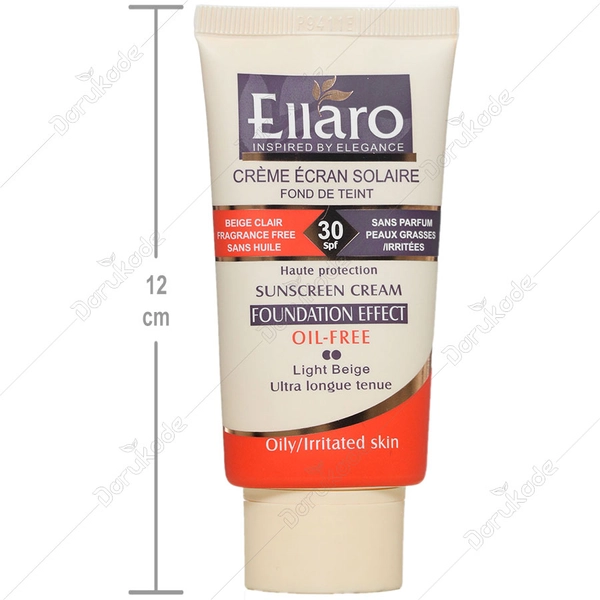 Ellaro
INSPIRED BY ELEGANCE
CRÈME ÉCRAN SOLAIRE
FOND DE TEINT
BEIGE CLAIR
FRAGRANCE FREE
SANS HUILE
30
spf
SANS PARFUM
PEAUX GRASSES
/IRRITÉES
Haute protection
SUNSCREEN CREAM
FOUNDATION EFFECT
OIL-FREE
Light Beige
Ultra longue tenue
Oily/Irritated skin
12
cm
Dorukade